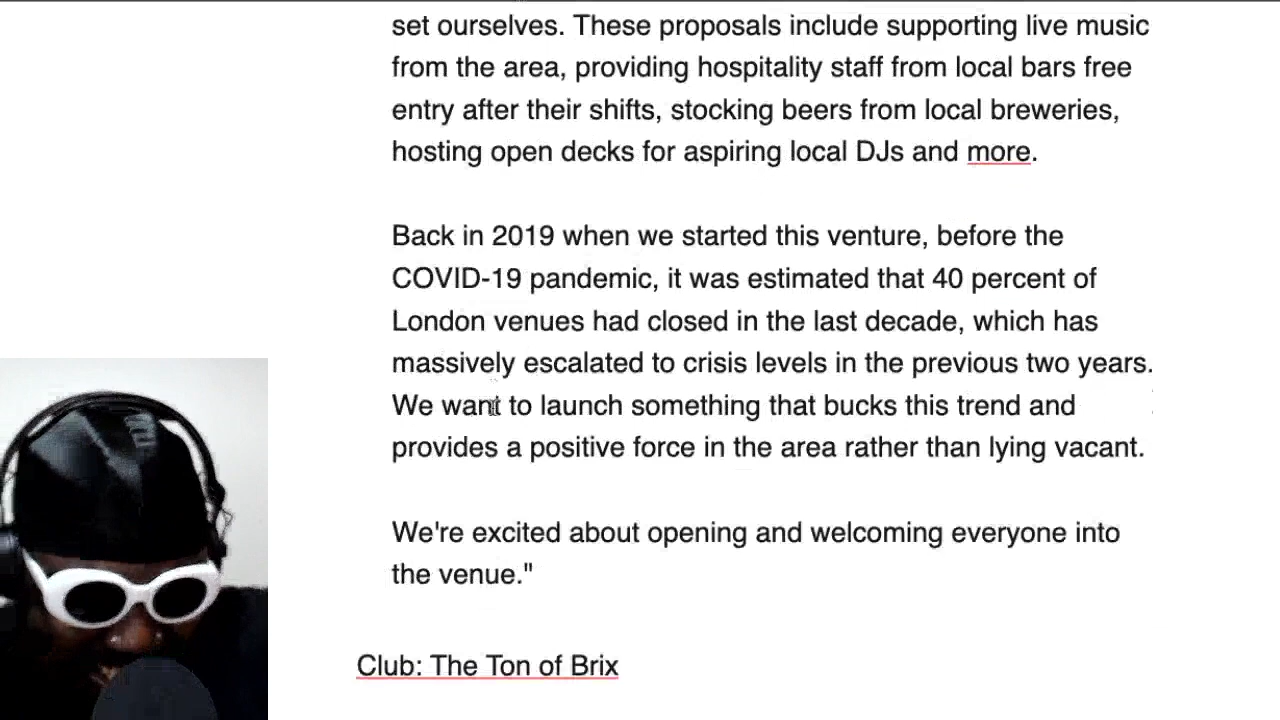 set ourselves. These proposals include supporting live music
from the area, providing hospitality staff from local bars free
entry after their shifts, stocking beers from local breweries,
hosting open decks for aspiring local DJs and more.
Back in 2019 when we started this venture, before the
COVID-19 pandemic, it was estimated that 40 percent of
London venues had closed in the last decade, which has
massively escalated to crisis levels in the previous two years.
We want to launch something that bucks this trend and
provides a positive force in the area rather than lying vacant.
We're excited about opening and welcoming everyone into
the venue."
Club: The Ton of Brix